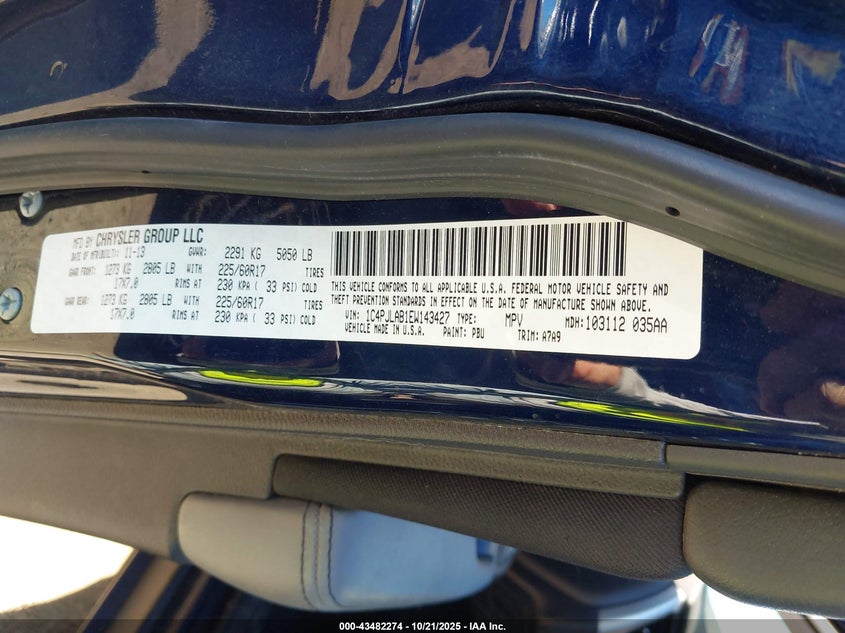 MFD BY CHRYSLER GROUP LLC
DATE OF MFR(BUILT): 11-13 GVWR: 2291 KG 5050 LB
GAWR FRONT: 1273 KG 2805 LB WITH 225/60R17 TIRES
17X7.0 RIMS AT 230 KPA ( 33 PSI) COLD
GAWR REAR: 1273 KG 2805 LB WITH 225/60R17 TIRES
17X7.0 RIMS AT 230 KPA ( 33 PSI) COLD
THIS VEHICLE CONFORMS TO ALL APPLICABLE U.S.A. FEDERAL MOTOR VEHICLE SAFETY AND
THEFT PREVENTION STANDARDS IN EFFECT ON THE DATE OF MANUFACTURE SHOWN ABOVE.
VIN: 1C4PJLAB1EW143427 TYPE: MPV MDH: 103112 035AA
VEHICLE MADE IN U.S.A. PAINT: PBU TRIM: A7A9
000-43482274 - 10/21/2025 - IAA Inc.